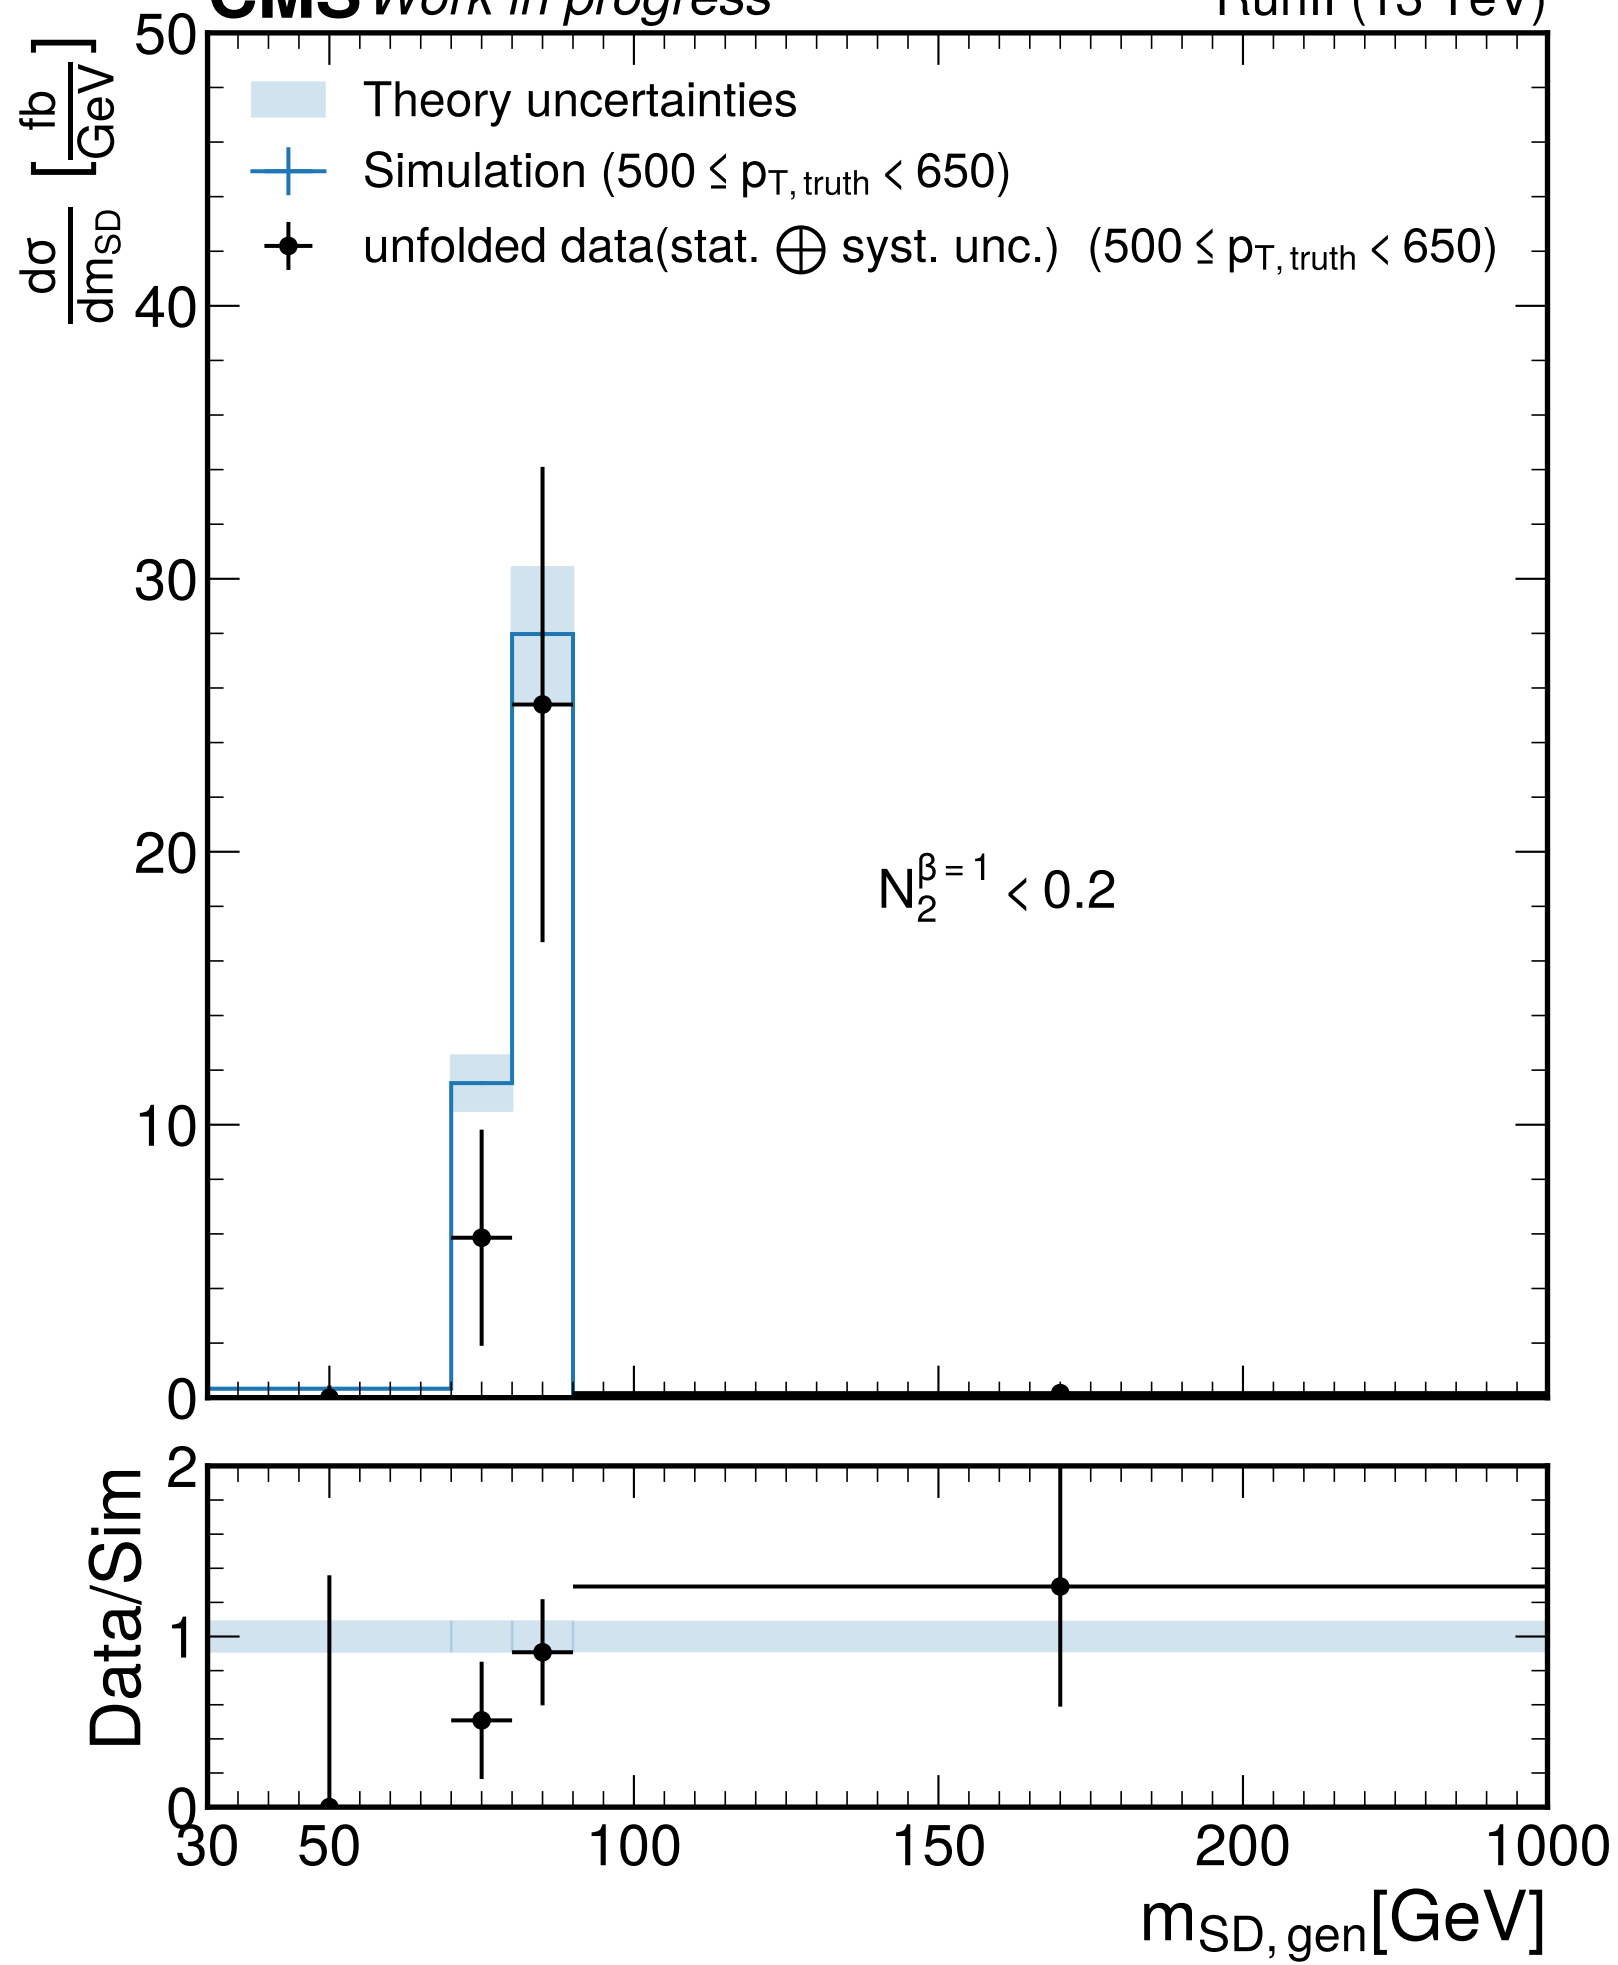 CMS Work in progress RunII (13 TeV)
dσ/dm_SD [fb/GeV]
Theory uncertainties
Simulation (500 ≤ p_T, truth < 650)
unfolded data(stat. ⨁ syst. unc.) (500 ≤ p_T, truth < 650)
50
40
30
20
10
0
N_2^β = 1 < 0.2
Data/Sim
2
1
0
30 50 100 150 200 1000
m_SD, gen[GeV]